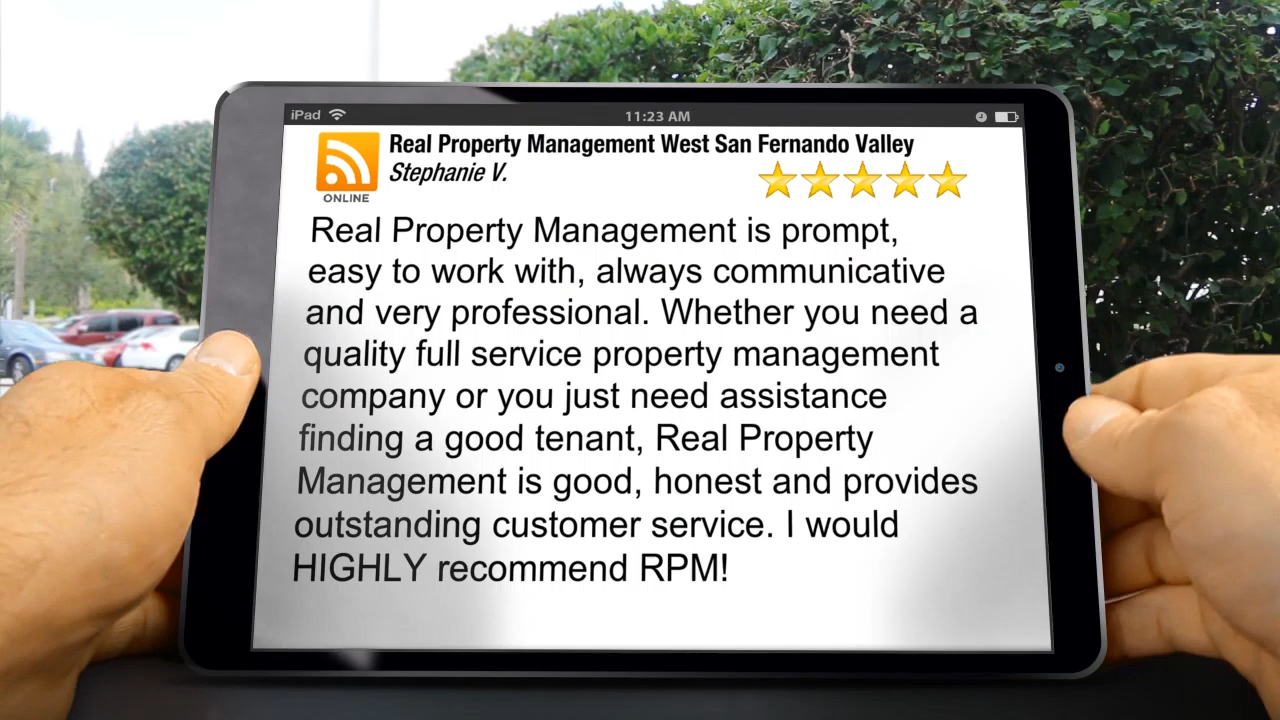 iPad
11:23 AM
Real Property Management West San Fernando Valley
Stephanie V.
ONLINE
Real Property Management is prompt,
easy to work with, always communicative
and very professional. Whether you need a
quality full service property management
company or you just need assistance
finding a good tenant, Real Property
Management is good, honest and provides
outstanding customer service. I would
HIGHLY recommend RPM!